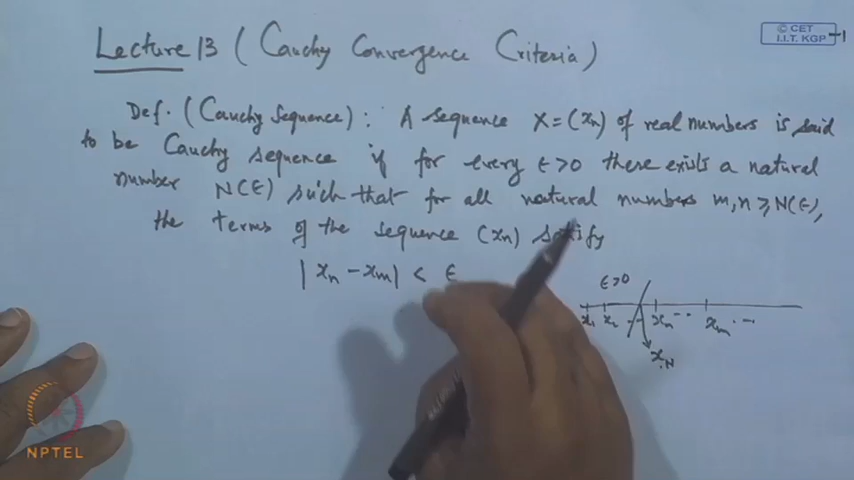 Lecture 13 ( Cauchy Convergence Criteria )
© CET
I.I.T. KGP
Def. (Cauchy Sequence) : A sequence X = (xn) of real numbers is said
to be Cauchy sequence if for every ε>0 there exists a natural
number N(ε) such that for all natural numbers m,n ≥ N(ε),
the terms of the sequence (xn) satisfy
|xn - xm| < ε
ε>0
x1 x2 -- xn -- xm --
xN
NPTEL